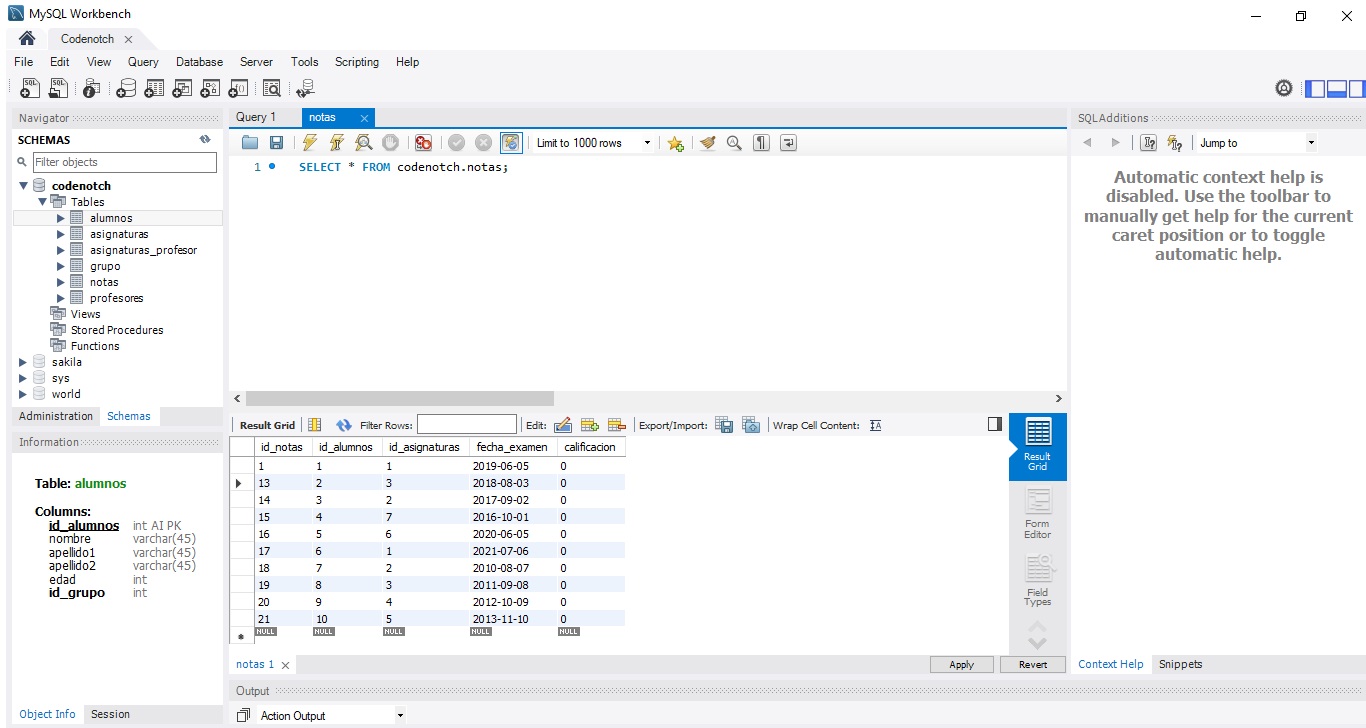 MySQL Workbench
Codenotch
File Edit View Query Database Server Tools Scripting Help
Navigator
SCHEMAS
Filter objects
codenotch
Tables
alumnos
asignaturas
asignaturas_profesor
grupo
notas
profesores
Views
Stored Procedures
Functions
sakila
sys
world
Administration Schemas
Information
Table: alumnos
Columns:
id_alumnos int AI PK
nombre varchar(45)
apellido1 varchar(45)
apellido2 varchar(45)
edad int
id_grupo int
Object Info Session
Query 1 notas
Limit to 1000 rows
1 SELECT * FROM codenotch.notas;
Result Grid Filter Rows: Edit: Export/Import: Wrap Cell Content:
id_notas id_alumnos id_asignaturas fecha_examen calificacion
1 1 1 2019-06-05 0
13 2 3 2018-08-03 0
14 3 2 2017-09-02 0
15 4 7 2016-10-01 0
16 5 6 2020-06-05 0
17 6 1 2021-07-06 0
18 7 2 2010-08-07 0
19 8 3 2011-09-08 0
20 9 4 2012-10-09 0
21 10 5 2013-11-10 0
NULL NULL NULL NULL NULL
Result
Grid
Form
Editor
Field
Types
notas 1 Apply Revert
Output
Action Output
SQLAdditions
Jump to
Automatic context help is
disabled. Use the toolbar to
manually get help for the current
caret position or to toggle
automatic help.
Context Help Snippets